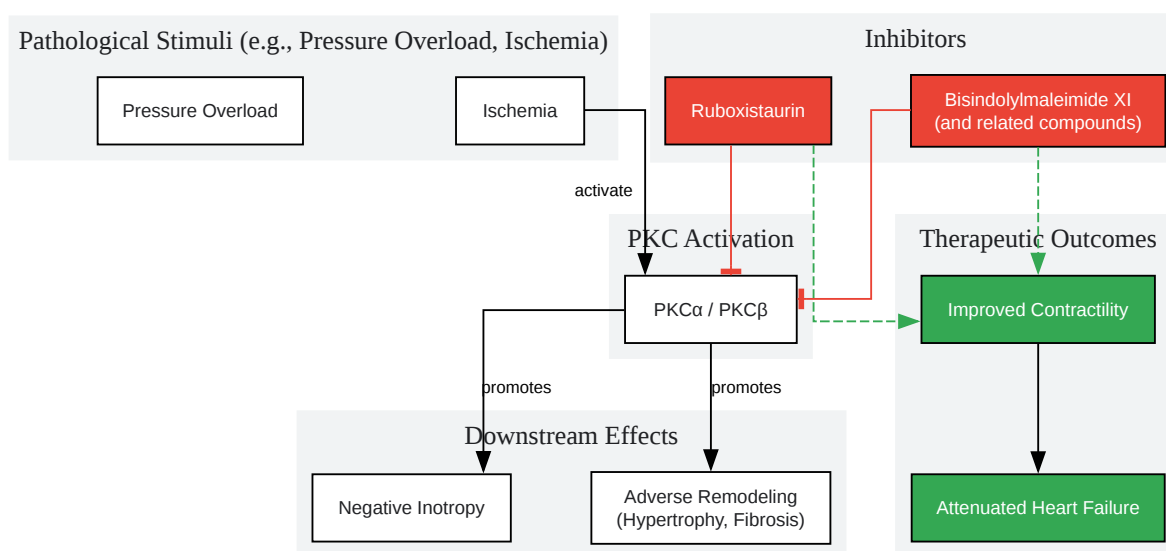 Pathological Stimuli (e.g., Pressure Overload, Ischemia)
Inhibitors
Pressure Overload
Ischemia
Ruboxistaurin
Bisindolylmaleimide XI
(and related compounds)
activate
PKC Activation
Therapeutic Outcomes
PKCα / PKCβ
Improved Contractility
promotes
promotes
Downstream Effects
Negative Inotropy
Adverse Remodeling
(Hypertrophy, Fibrosis)
Attenuated Heart Failure